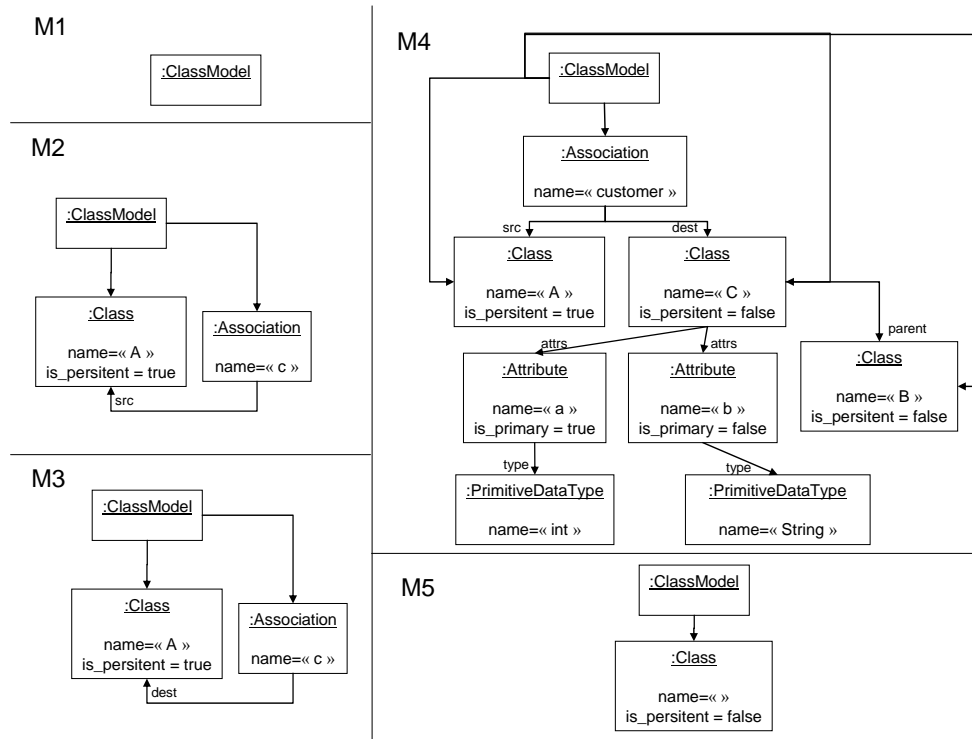 M1
:ClassModel
M2
:ClassModel
:Class
name=« A »
is_persitent = true
:Association
name=« c »
src
M3
:ClassModel
:Class
name=« A »
is_persitent = true
:Association
name=« c »
dest
M4
:ClassModel
:Association
name=« customer »
src
dest
:Class
name=« A »
is_persitent = true
:Class
name=« C »
is_persitent = false
parent
:Class
name=« B »
is_persitent = false
attrs
attrs
:Attribute
name=« a »
is_primary = true
:Attribute
name=« b »
is_primary = false
type
type
:PrimitiveDataType
name=« int »
:PrimitiveDataType
name=« String »
M5
:ClassModel
:Class
name=« »
is_persitent = false